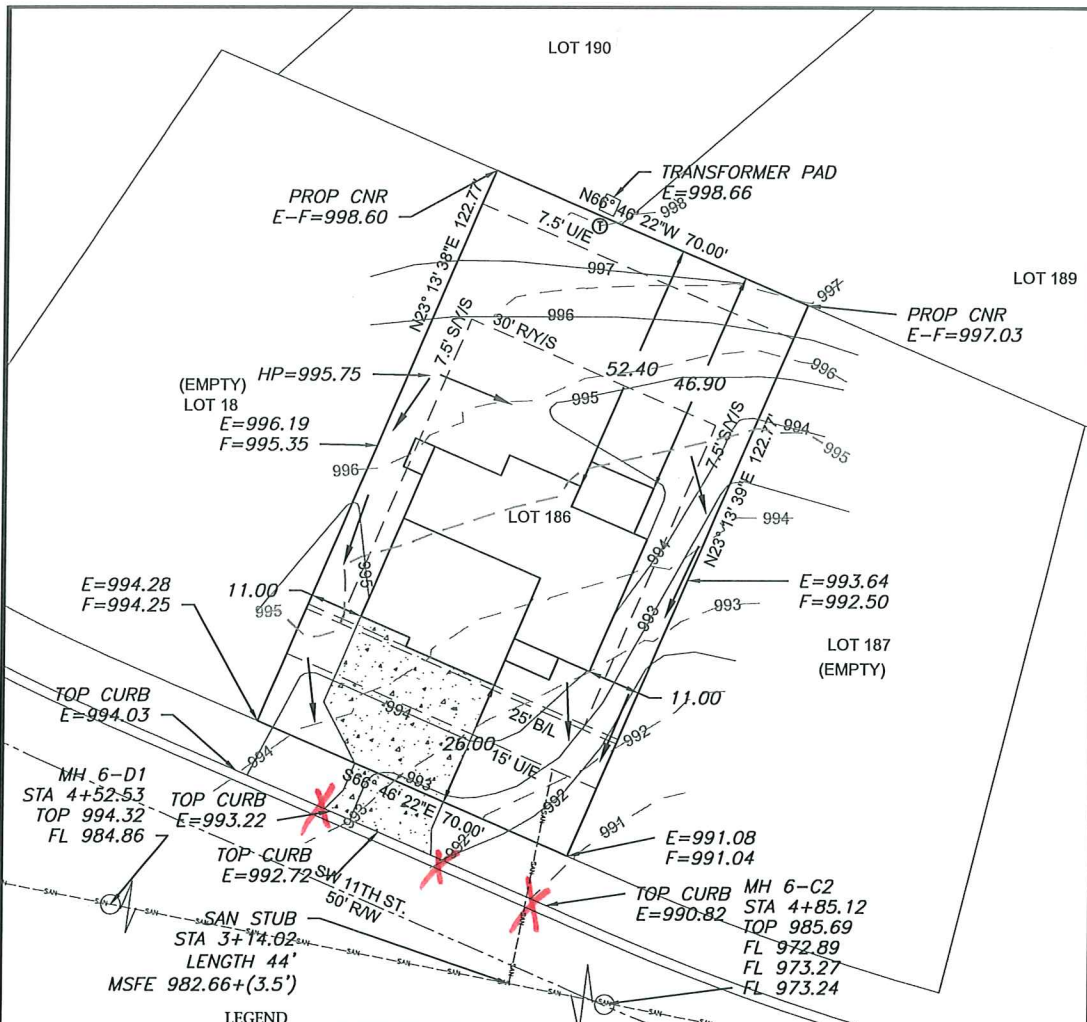 LOT 190
TRANSFORMER PAD
E=998.66
PROP CNR
E-F=998.60
N66° 46' 22"W 70.00'
998
7.5' U/E
T
N23° 13' 38"E 122.77'
997
997
LOT 189
PROP CNR
E-F=997.03
996
7.5' S/Y/S
30' R/Y/S
52.40
46.90
996
HP=995.75
(EMPTY)
LOT 18
E=996.19
F=995.35
995
994
995
7.5' S/Y/S
N23° 13' 39"E 122.77'
996
LOT 186
994
994
995
993
993
E=993.64
F=992.50
LOT 187
(EMPTY)
E=994.28
F=994.25
11.00
995
11.00
994
25' B/L
15' U/E
26.00
992
TOP CURB
E=994.03
994
993
S66° 46' 22"E 70.00'
992
991
993
992
E=991.08
F=991.04
MH 6-D1
STA 4+52.53
TOP 994.32
FL 984.86
TOP CURB
E=993.22
TOP CURB
E=992.72
SW 11TH ST.
50' R/W
TOP CURB
E=990.82
MH 6-C2
STA 4+85.12
TOP 985.69
FL 972.89
FL 973.27
FL 973.24
SAN STUB
STA 3+14.02
LENGTH 44'
MSFE 982.66+(3.5')
SAN
SAN
SAN
SAN
SAN
SAN
SAN
SAN
SAN
LEGEND